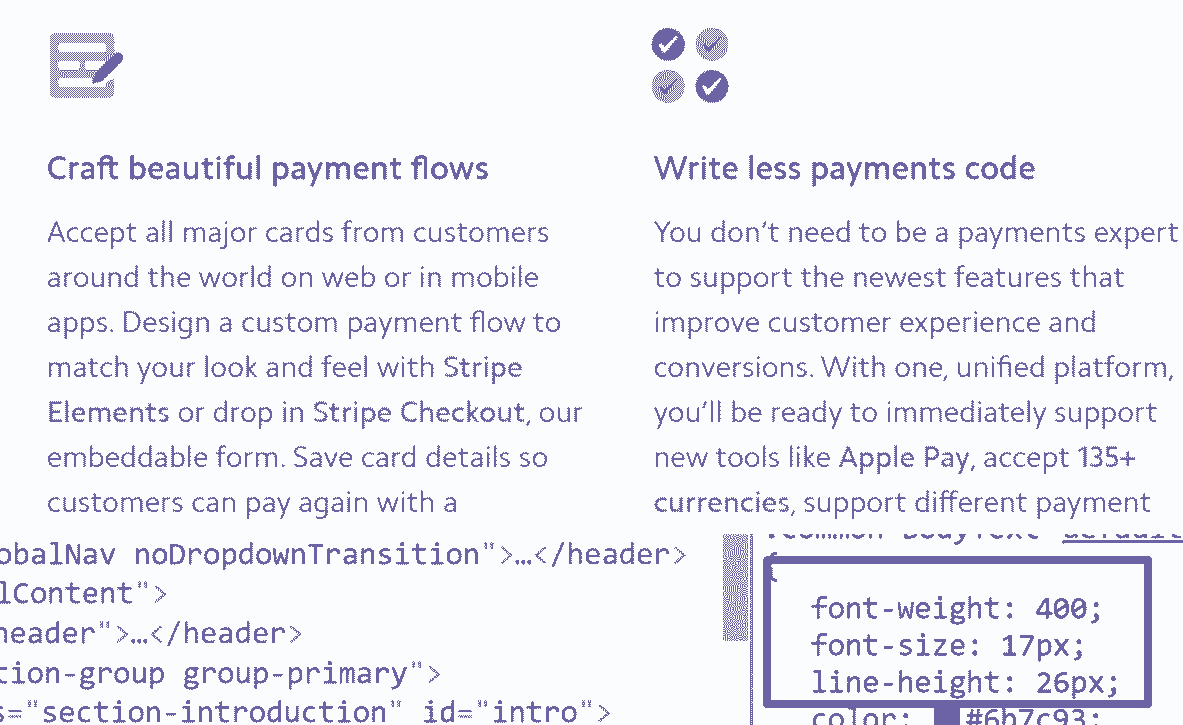 Craft beautiful payment flows
Accept all major cards from customers
around the world on web or in mobile
apps. Design a custom payment flow to
match your look and feel with Stripe
Elements or drop in Stripe Checkout, our
embeddable form. Save card details so
customers can pay again with a
Write less payments code
You don’t need to be a payments expert
to support the newest features that
improve customer experience and
conversions. With one, unified platform,
you’ll be ready to immediately support
new tools like Apple Pay, accept 135+
currencies, support different payment
obalNav noDropdownTransition">…</header>
lContent">
header">…</header>
tion-group group-primary">
s="section-introduction" id="intro">
.common-BodyText default
{
font-weight: 400;
font-size: 17px;
line-height: 26px;
color: #6b7c93;